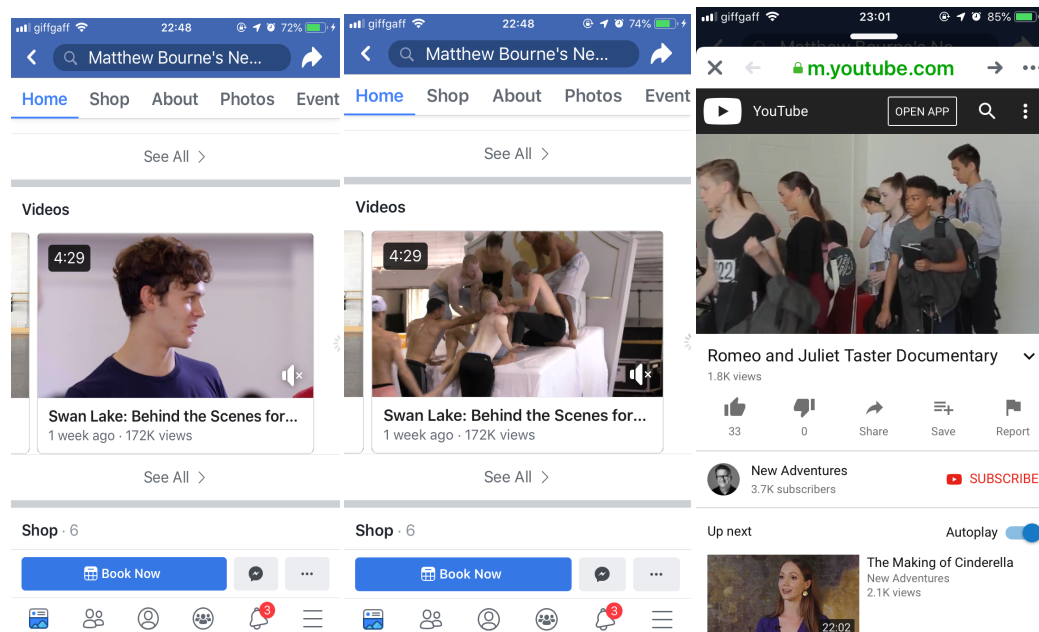 giffgaff 22:48 72%
Matthew Bourne's Ne...
Home Shop About Photos Event
See All
Videos
4:29
Swan Lake: Behind the Scenes for...
1 week ago · 172K views
See All
Shop · 6
Book Now
3
giffgaff 22:48 74%
Matthew Bourne's Ne...
Home Shop About Photos Event
See All
Videos
4:29
Swan Lake: Behind the Scenes for...
1 week ago · 172K views
See All
Shop · 6
Book Now
3
giffgaff 23:01 85%
m.youtube.com
YouTube OPEN APP
22
Romeo and Juliet Taster Documentary
1.8K views
33 0 Share Save Report
New Adventures
3.7K subscribers
SUBSCRIBE
Up next Autoplay
The Making of Cinderella
New Adventures
2.1K views
22:02